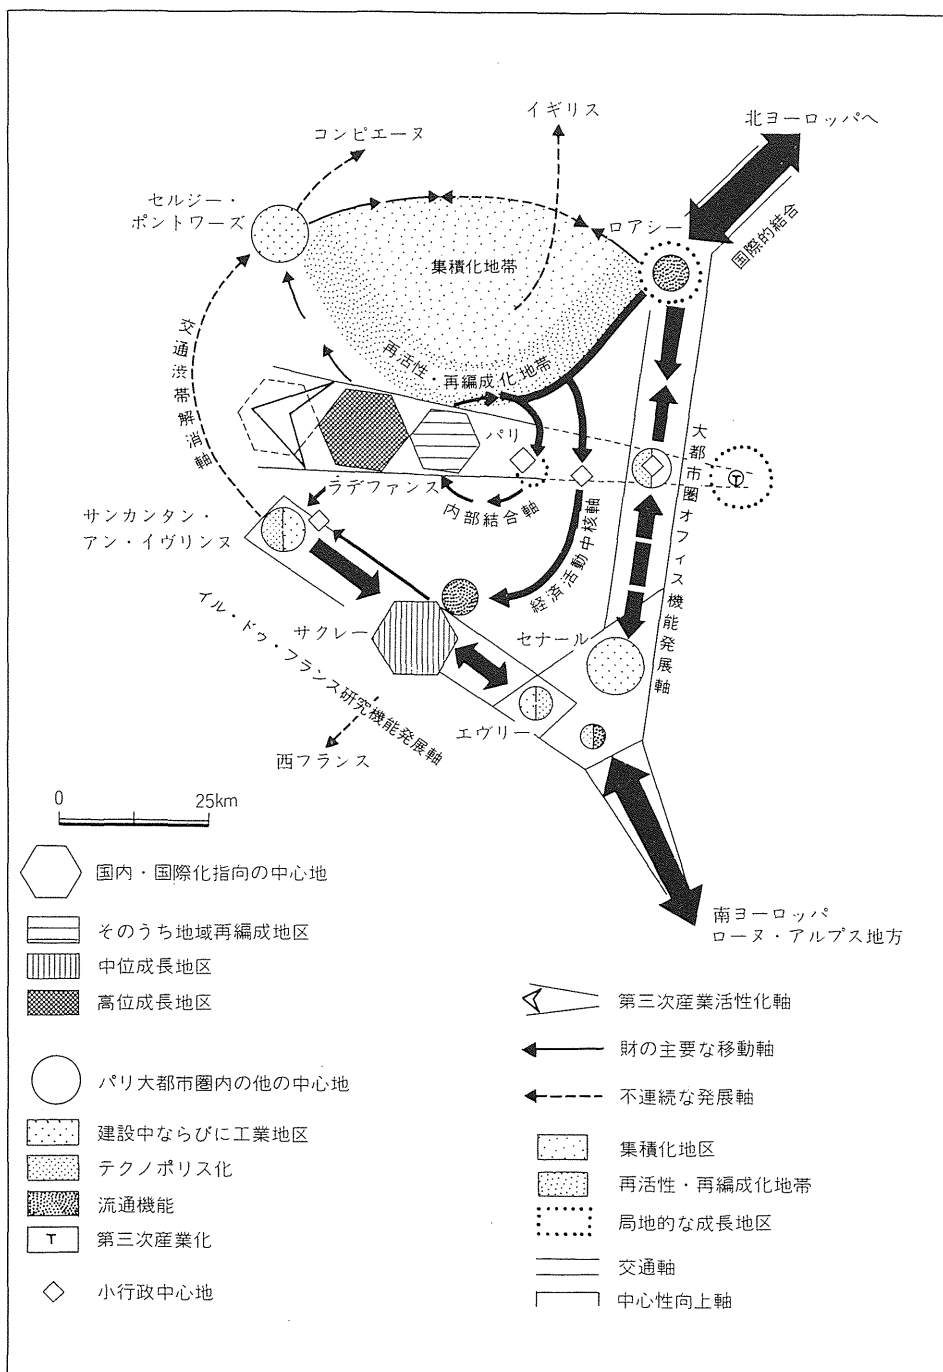 イギリス
北ヨーロッパへ
コンピエーヌ
セルジー・
ポントワーズ
ロアシー
国際的結合
集積化地帯
交通渋帯解消軸
再活性・再編成化地帯
パリ
大都市圏オフィス機能発展軸
T
ラデファンス
内部結合軸
サンカンタン・
アン・イヴリンヌ
経済活動中核軸
イル・ドゥ・フランス研究機能発展軸
サクレー
セナール
エヴリー
西フランス
0 25km
南ヨーロッパ
ローヌ・アルプス地方
国内・国際化指向の中心地
そのうち地域再編成地区
中位成長地区
高位成長地区
パリ大都市圏内の他の中心地
建設中ならびに工業地区
テクノポリス化
流通機能
T 第三次産業化
小行政中心地
第三次産業活性化軸
財の主要な移動軸
不連続な発展軸
集積化地区
再活性・再編成化地帯
局地的な成長地区
交通軸
中心性向上軸